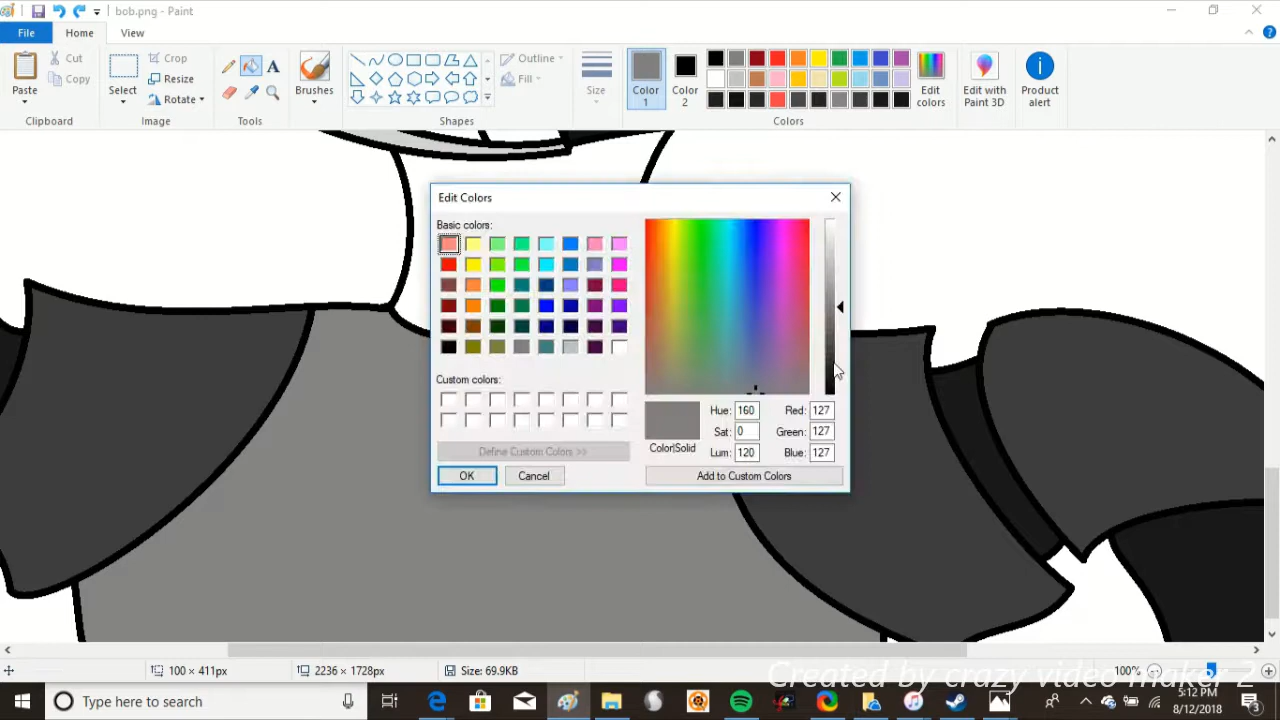 bob.png - Paint
File Home View
Paste Cut Copy Clipboard
Select Crop Resize Rotate Image
A Tools
Brushes
Outline Fill Shapes
Size
Color 1 Color 2 Edit colors Colors
Edit with Paint 3D
Product alert
Edit Colors
Basic colors:
Custom colors:
Define Custom Colors >>
OK Cancel
Color|Solid
Hue: 160 Red: 127
Sat: 0 Green: 127
Lum: 120 Blue: 127
Add to Custom Colors
100 × 411px 2236 × 1728px Size: 69.9KB 100%
Created by crazy video maker 2
Type here to search
5:12 PM
8/12/2018
3